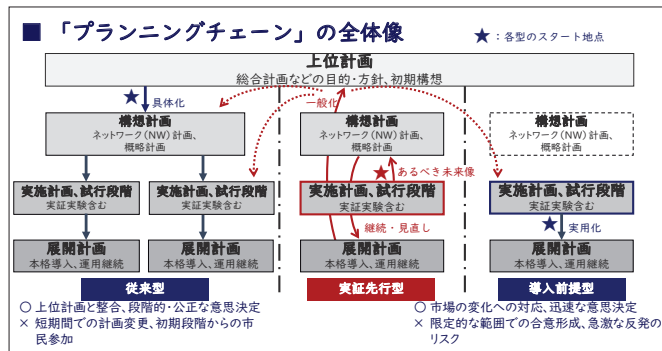 ■ 「プランニングチェーン」の全体像
★：各型のスタート地点
上位計画
総合計画などの目的・方針、初期構想
★ 具体化
一般化
構想計画
ネットワーク（NW）計画、
概略計画
構想計画
ネットワーク（NW）計画、
概略計画
構想計画
ネットワーク（NW）計画、
概略計画
★ あるべき未来像
実施計画、試行段階
実証実験含む
実施計画、試行段階
実証実験含む
実施計画、試行段階
実証実験含む
実施計画、試行段階
実証実験含む
継続・見直し
★ 実用化
展開計画
本格導入、運用継続
展開計画
本格導入、運用継続
展開計画
本格導入、運用継続
展開計画
本格導入、運用継続
従来型
実証先行型
導入前提型
○ 上位計画と整合、段階的・公正な意思決定
× 短期間での計画変更、初期段階からの市
民参加
○ 市場の変化への対応、迅速な意思決定
× 限定的な範囲での合意形成、急激な反発の
リスク